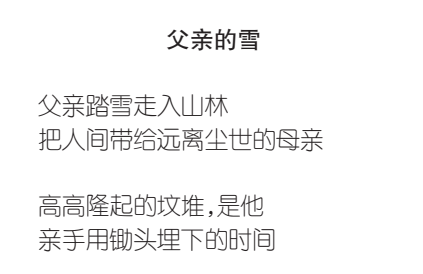 父亲的雪
父亲踏雪走入山林
把人间带给远离尘世的母亲
高高隆起的坟堆,是他
亲手用锄头埋下的时间